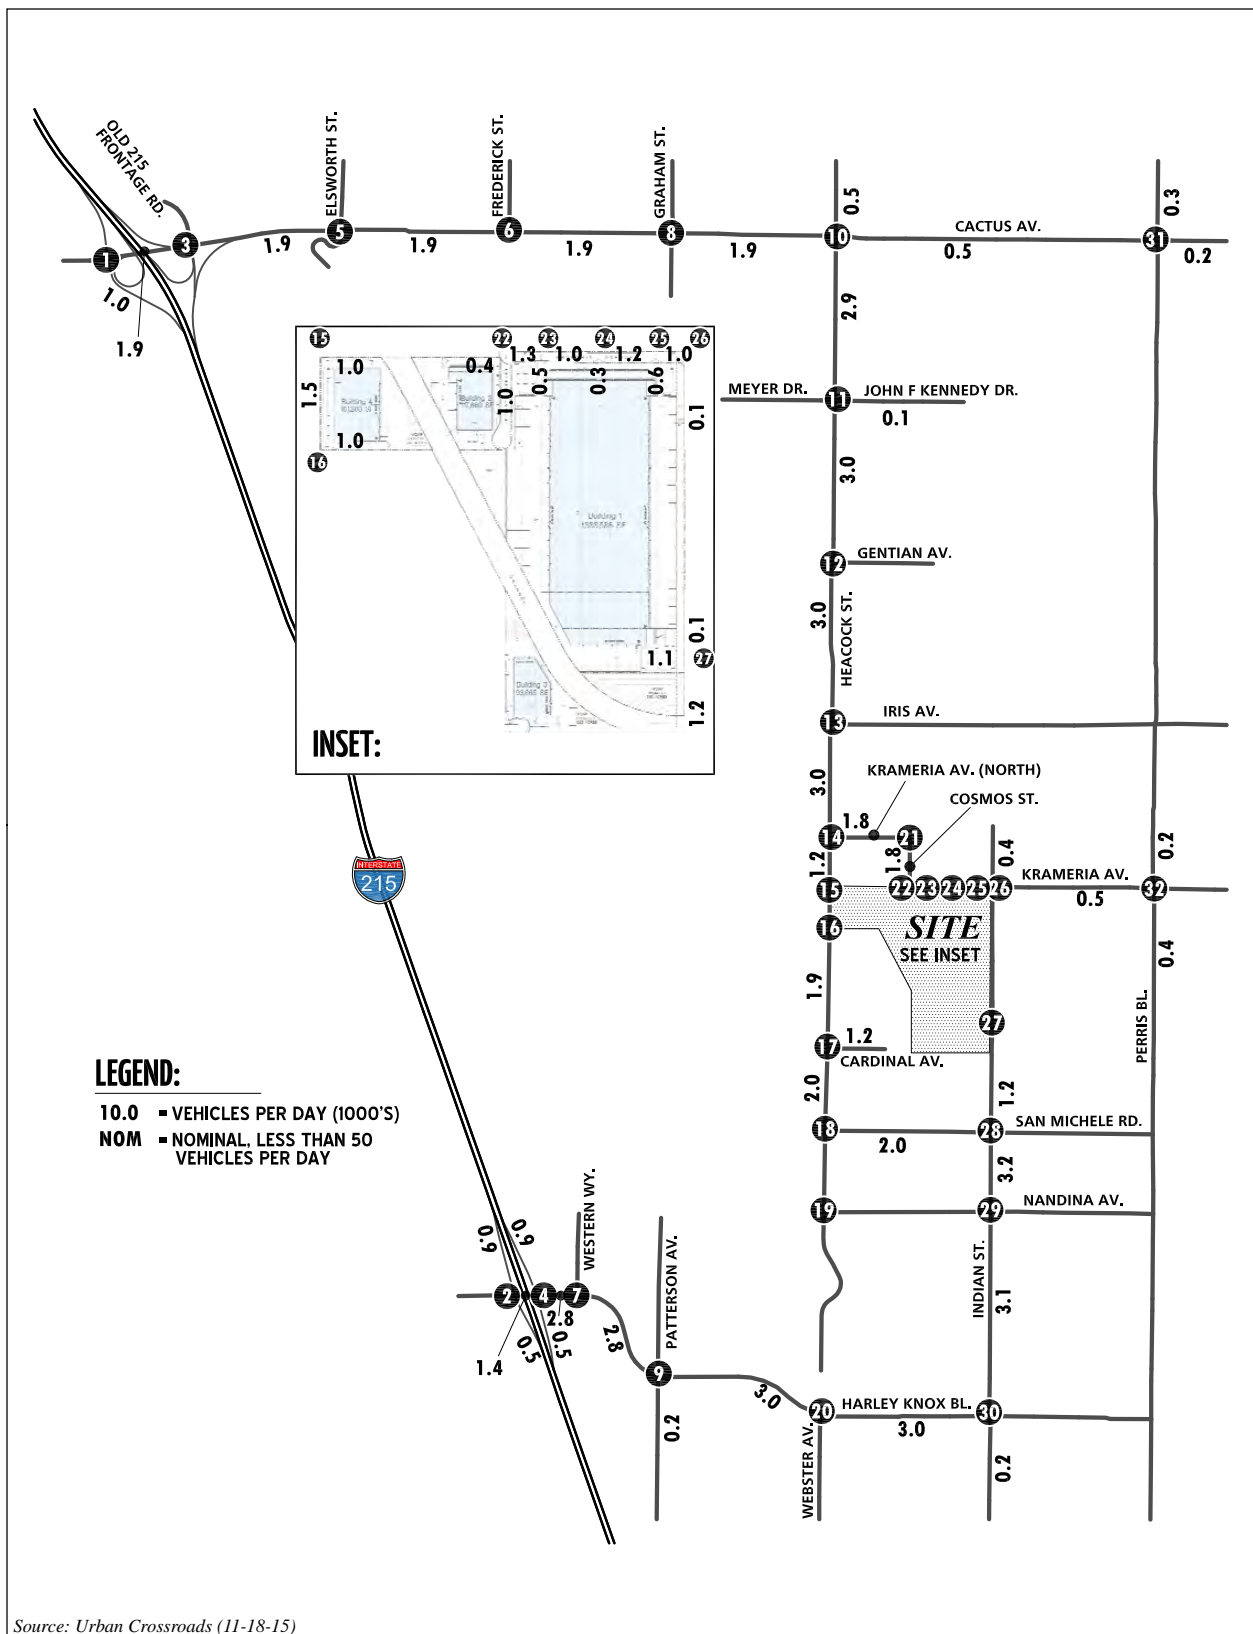 OLD 215
FRONTAGE RD.
ELSWORTH ST.
FREDERICK ST.
GRAHAM ST.
0.5
0.3
CACTUS AV.
1
3
5
6
8
10
31
1.9
1.9
1.9
1.9
0.5
0.2
1.0
1.9
2.9
15
22
23
24
25
26
1.3
1.0
1.2
1.0
1.0
0.4
0.5
0.3
0.6
1.5
1.0
0.1
Building 1
1.0
16
0.1
1.1
27
Building 3
1.2
INSET:
MEYER DR.
11
JOHN F KENNEDY DR.
0.1
3.0
12
GENTIAN AV.
3.0
HEACOCK ST.
13
IRIS AV.
3.0
KRAMERIA AV. (NORTH)
COSMOS ST.
1.8
14
21
1.2
1.8
0.4
0.2
KRAMERIA AV.
15
22
23
24
25
26
32
0.5
INTERSTATE
215
16
SITE
SEE INSET
1.9
0.4
27
PERRIS BL.
17
1.2
CARDINAL AV.
2.0
1.2
LEGEND:
10.0 = VEHICLES PER DAY (1000'S)
NOM = NOMINAL, LESS THAN 50
VEHICLES PER DAY
18
28
SAN MICHELE RD.
2.0
3.2
19
29
NANDINA AV.
WESTERN WY.
PATTERSON AV.
INDIAN ST.
0.9
0.9
2
4
7
2.8
3.1
1.4
0.5
0.5
2.8
9
3.0
20
HARLEY KNOX BL.
30
3.0
0.2
WEBSTER AV.
0.2
Source: Urban Crossroads (11-18-15)